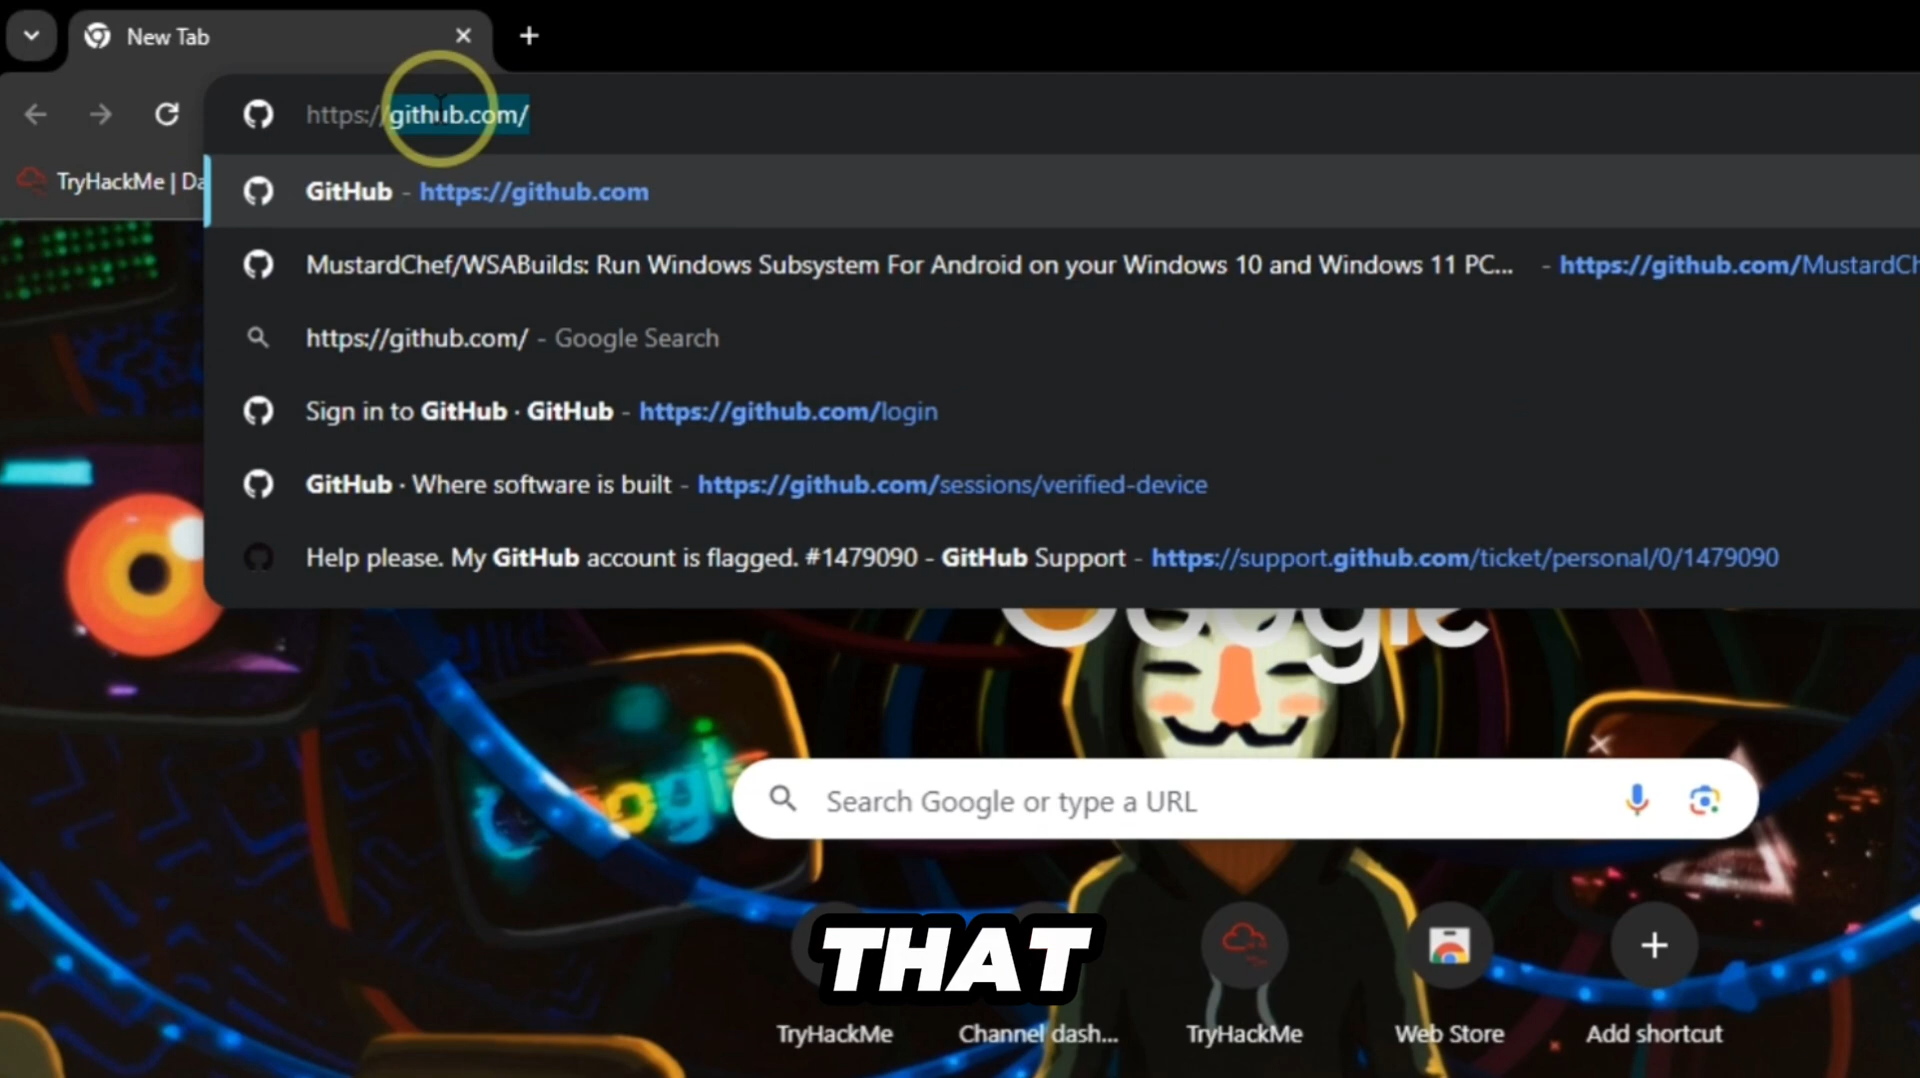 New Tab
https://github.com/
TryHackMe | Da
GitHub - https://github.com
MustardChef/WSABuilds: Run Windows Subsystem For Android on your Windows 10 and Windows 11 PC... - https://github.com/MustardCh
https://github.com/ - Google Search
Sign in to GitHub · GitHub - https://github.com/login
GitHub · Where software is built - https://github.com/sessions/verified-device
Help please. My GitHub account is flagged. #1479090 - GitHub Support - https://support.github.com/ticket/personal/0/1479090
Google
Search Google or type a URL
THAT
TryHackMe
Channel dash...
TryHackMe
Web Store
Add shortcut